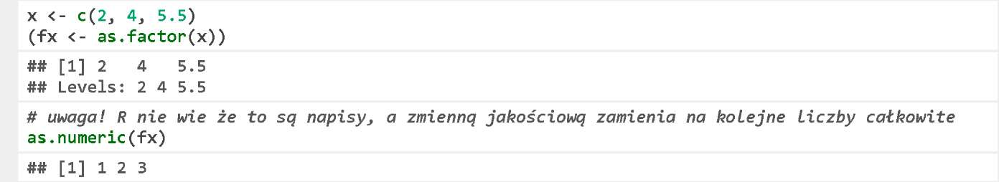 x <- c(2, 4, 5.5)
(fx <- as.factor(x))
## [1] 2   4   5.5
## Levels: 2 4 5.5
# uwaga! R nie wie że to są napisy, a zmienną jakościową zamienia na kolejne liczby całkowite
as.numeric(fx)
## [1] 1 2 3